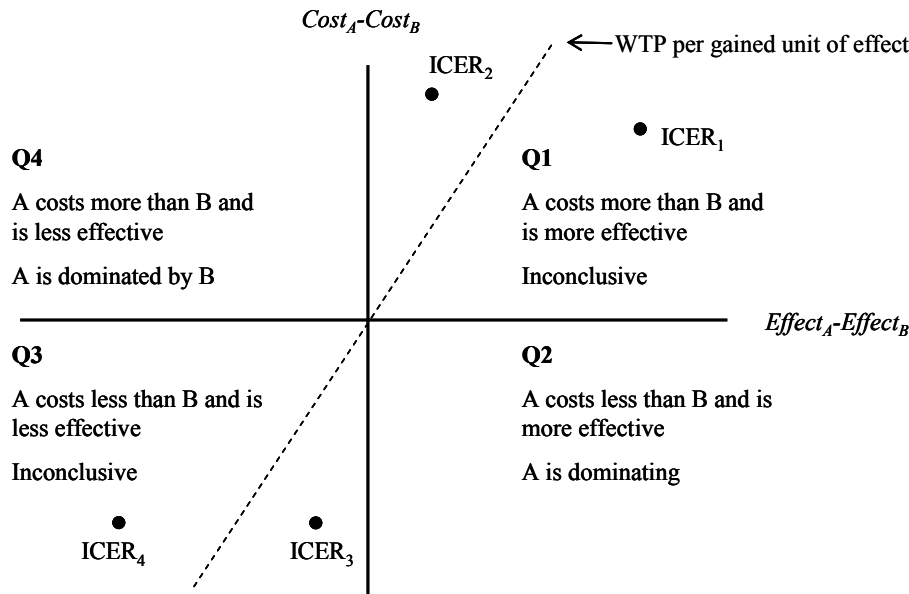 Cost_A-Cost_B
WTP per gained unit of effect
ICER_2
ICER_1
Q4
A costs more than B and
is less effective
A is dominated by B
Q1
A costs more than B and
is more effective
Inconclusive
Effect_A-Effect_B
Q3
A costs less than B and is
less effective
Inconclusive
Q2
A costs less than B and is
more effective
A is dominating
ICER_4
ICER_3